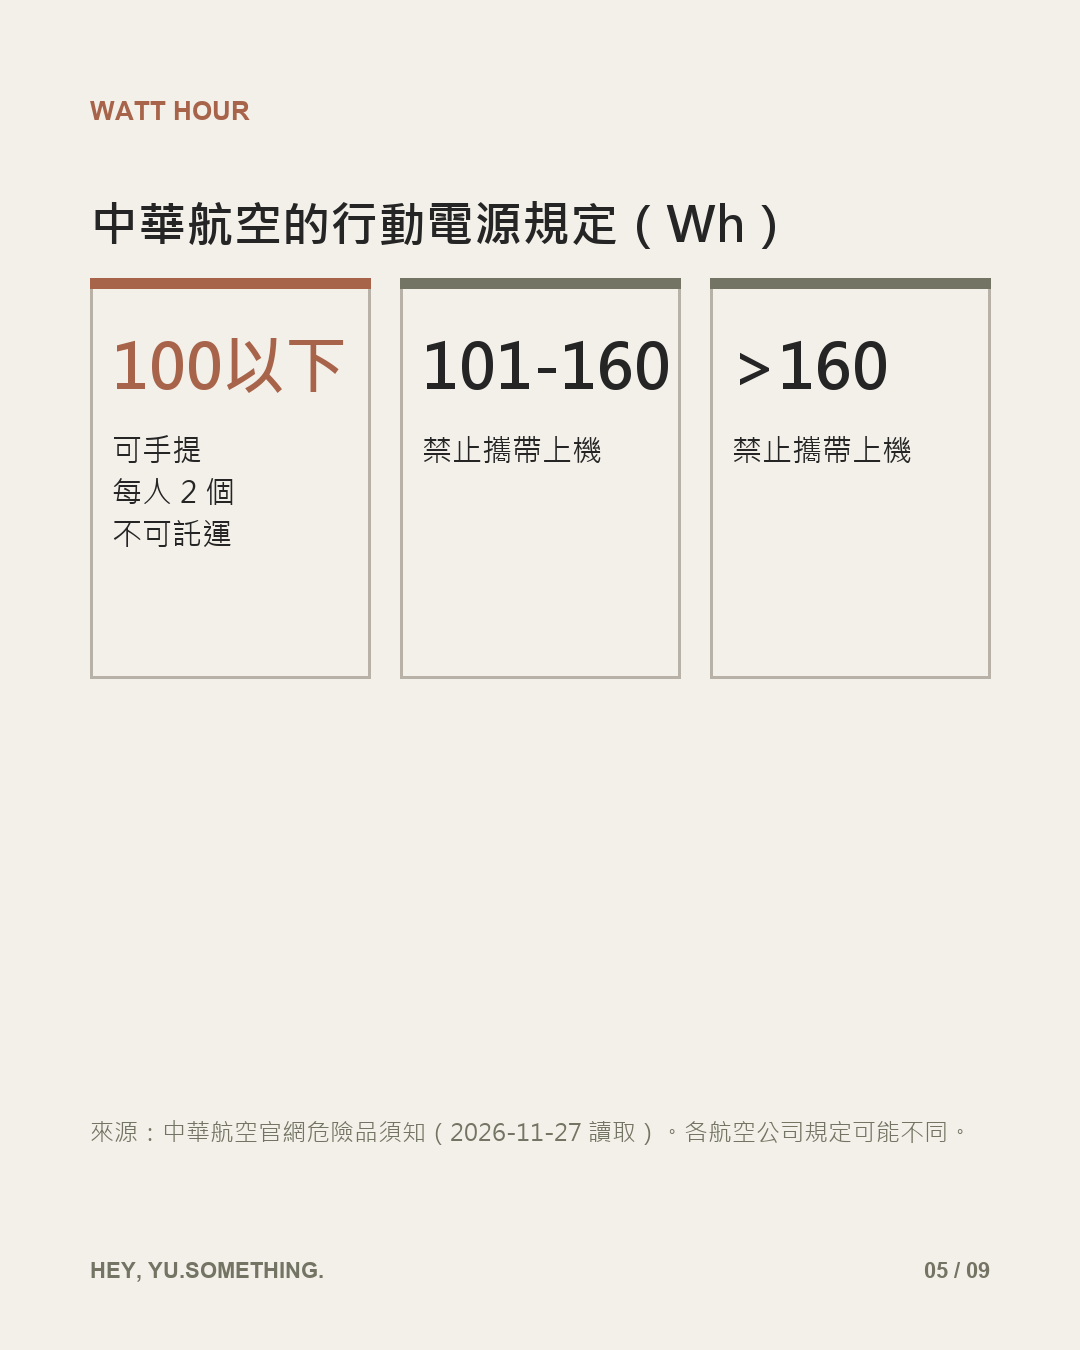 WATT HOUR
中華航空的行動電源規定（Wh）
100以下
可手提
每人 2 個
不可託運
101-160
禁止攜帶上機
>160
禁止攜帶上機
來源：中華航空官網危險品須知（2026-11-27 讀取）。各航空公司規定可能不同。
HEY, YU.SOMETHING.
05 / 09